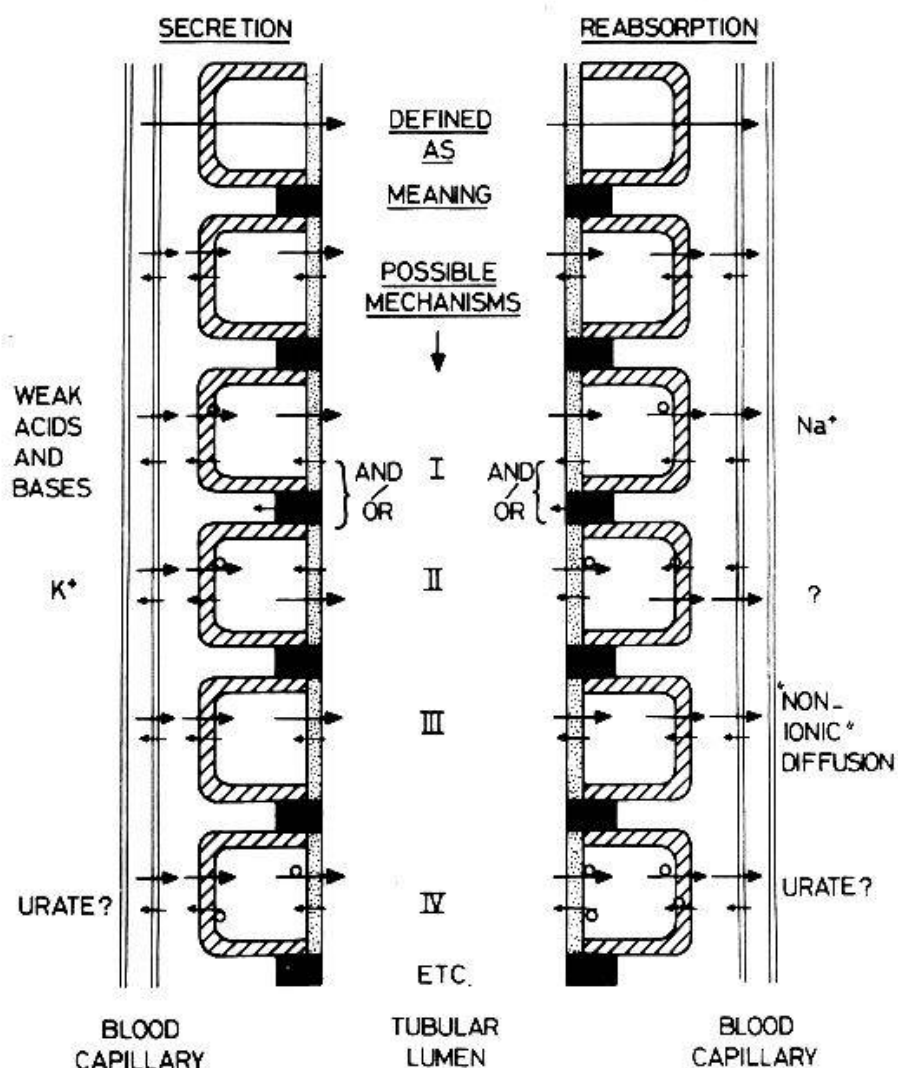 SECRETION
REABSORPTION
DEFINED
AS
MEANING
POSSIBLE
MECHANISMS
WEAK
ACIDS
AND
BASES
I
AND
OR
AND
OR
Na⁺
K⁺
II
?
III
"NON-
IONIC"
DIFFUSION
URATE?
IV
URATE?
ETC.
BLOOD
CAPILLARY
TUBULAR
LUMEN
BLOOD
CAPILLARY